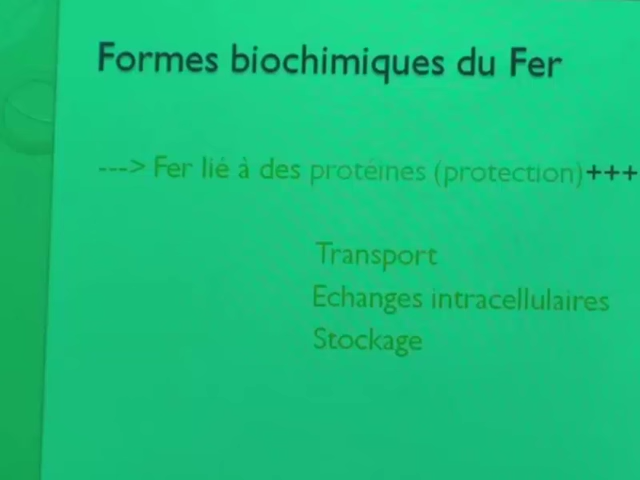 Formes biochimiques du Fer
---> Fer lié à des protéines (protection)+++
Transport
Echanges intracellulaires
Stockage